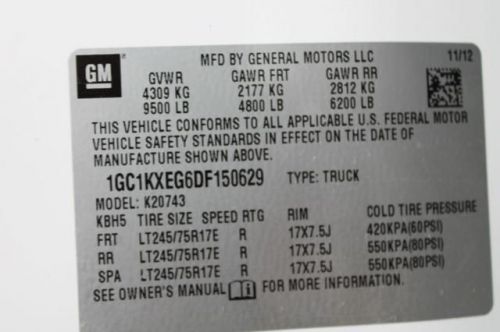 GM
MFD BY GENERAL MOTORS LLC 11/12
GVWR GAWR FRT GAWR RR
4309 KG 2177 KG 2812 KG
9500 LB 4800 LB 6200 LB
THIS VEHICLE CONFORMS TO ALL APPLICABLE U.S. FEDERAL MOTOR
VEHICLE SAFETY STANDARDS IN EFFECT ON THE DATE OF
MANUFACTURE SHOWN ABOVE.
1GC1KXEG6DF150629 TYPE: TRUCK
MODEL: K20743
KBH5 TIRE SIZE SPEED RTG RIM COLD TIRE PRESSURE
FRT LT245/75R17E R 17X7.5J 420KPA(60PSI)
RR LT245/75R17E R 17X7.5J 550KPA(80PSI)
SPA LT245/75R17E R 17X7.5J 550KPA(80PSI)
SEE OWNER'S MANUAL FOR MORE INFORMATION.